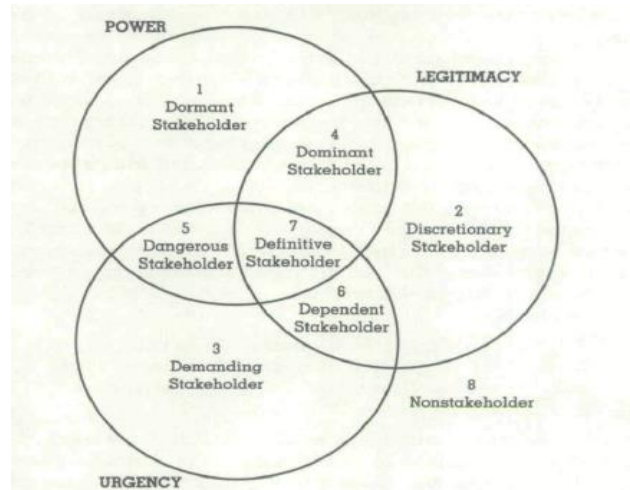 POWER
LEGITIMACY
1
Dormant
Stakeholder
4
Dominant
Stakeholder
2
Discretionary
Stakeholder
5
Dangerous
Stakeholder
7
Definitive
Stakeholder
6
Dependent
Stakeholder
3
Demanding
Stakeholder
8
Nonstakeholder
URGENCY